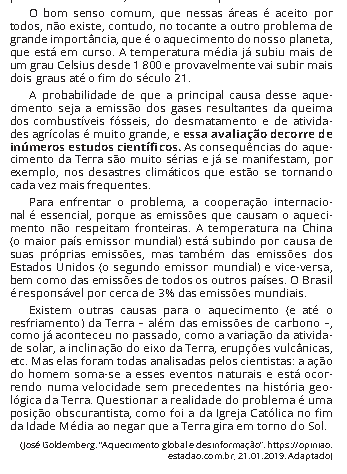 O bom senso comum, que nessas áreas é aceito por
todos, não existe, contudo, no tocante a outro problema de
grande importância, que é o aquecimento do nosso planeta,
que está em curso. A temperatura média já subiu mais de
um grau Celsius desde 1 800 e provavelmente vai subir mais
dois graus até o fim do século 21.
A probabilidade de que a principal causa desse aque-
cimento seja a emissão dos gases resultantes da queima
dos combustíveis fósseis, do desmatamento e de ativida-
des agrícolas é muito grande, e essa avaliação decorre de
inúmeros estudos científicos. As consequências do aque-
cimento da Terra são muito sérias e já se manifestam, por
exemplo, nos desastres climáticos que estão se tornando
cada vez mais frequentes.
Para enfrentar o problema, a cooperação internacio-
nal é essencial, porque as emissões que causam o aqueci-
mento não respeitam fronteiras. A temperatura na China
(o maior país emissor mundial) está subindo por causa de
suas próprias emissões, mas também das emissões dos
Estados Unidos (o segundo emissor mundial) e vice-versa,
bem como das emissões de todos os outros países. O Brasil
é responsável por cerca de 3% das emissões mundiais.
Existem outras causas para o aquecimento (e até o
resfriamento) da Terra – além das emissões de carbono –,
como já aconteceu no passado, como a variação da ativida-
de solar, a inclinação do eixo da Terra, erupções vulcânicas,
etc. Mas elas foram todas analisadas pelos cientistas: a ação
do homem soma-se a esses eventos naturais e está ocor-
rendo numa velocidade sem precedentes na história geo-
lógica da Terra. Questionar a realidade do problema é uma
posição obscurantista, como foi a da Igreja Católica no fim
da Idade Média ao negar que a Terra gira em torno do Sol.
(José Goldemberg. "Aquecimento global e desinformação". https://opiniao.
estadao.com.br, 21.01.2019. Adaptado)